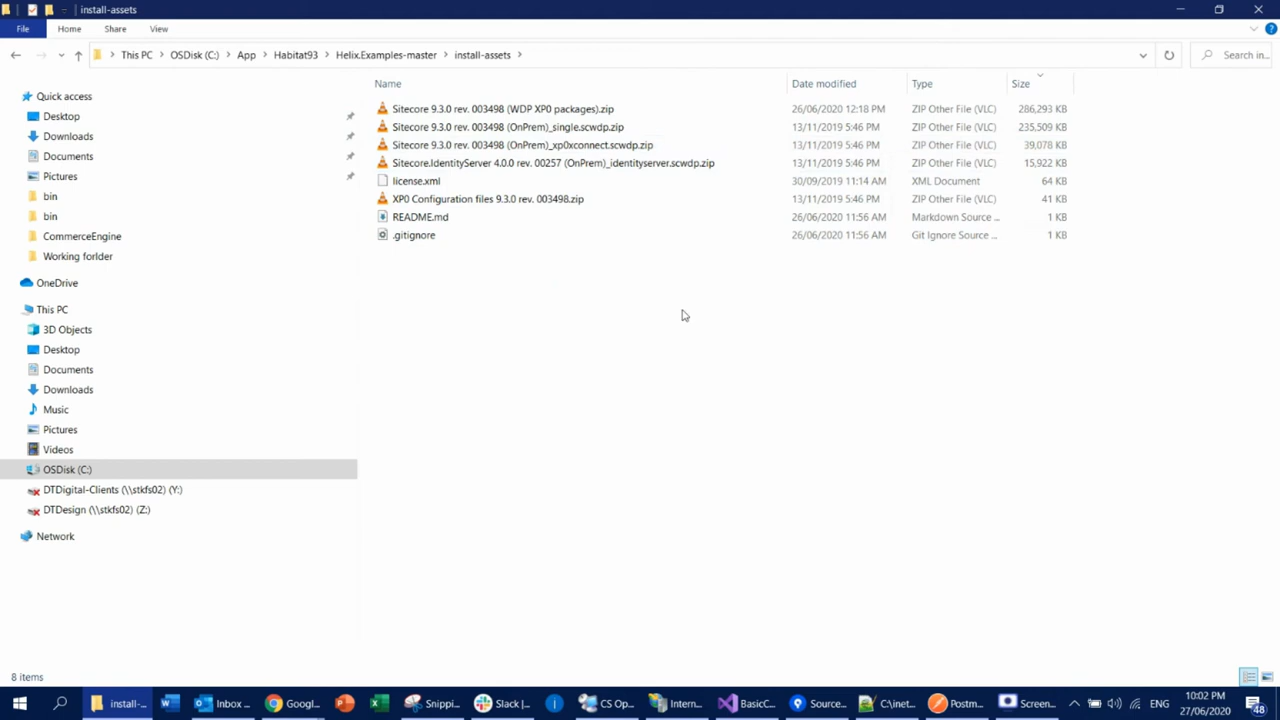 install-assets
File Home Share View
This PC OSDisk (C:) App Habitat93 Helix.Examples-master install-assets
Search in...
Name Date modified Type Size
Sitecore 9.3.0 rev. 003498 (WDP XP0 packages).zip 26/06/2020 12:18 PM ZIP Other File (VLC) 286,293 KB
Sitecore 9.3.0 rev. 003498 (OnPrem)_single.scwdp.zip 13/11/2019 5:46 PM ZIP Other File (VLC) 235,509 KB
Sitecore 9.3.0 rev. 003498 (OnPrem)_xp0xconnect.scwdp.zip 13/11/2019 5:46 PM ZIP Other File (VLC) 39,078 KB
Sitecore.IdentityServer 4.0.0 rev. 00257 (OnPrem)_identityserver.scwdp.zip 13/11/2019 5:46 PM ZIP Other File (VLC) 15,922 KB
license.xml 30/09/2019 11:14 AM XML Document 64 KB
XP0 Configuration files 9.3.0 rev. 003498.zip 13/11/2019 5:46 PM ZIP Other File (VLC) 41 KB
README.md 26/06/2020 11:56 AM Markdown Source ... 1 KB
.gitignore 26/06/2020 11:56 AM Git Ignore Source ... 1 KB
Quick access
Desktop
Downloads
Documents
Pictures
bin
bin
CommerceEngine
Working forlder
OneDrive
This PC
3D Objects
Desktop
Documents
Downloads
Music
Pictures
Videos
OSDisk (C:)
DTDigital-Clients (\\stkfs02) (Y:)
DTDesign (\\stkfs02) (Z:)
Network
8 items
install-... Inbox ... Googl... Snippi... Slack |... CS Op... Intern... BasicC... Source... C:\inet... Postm... Screen... ENG 10:02 PM
27/06/2020
48